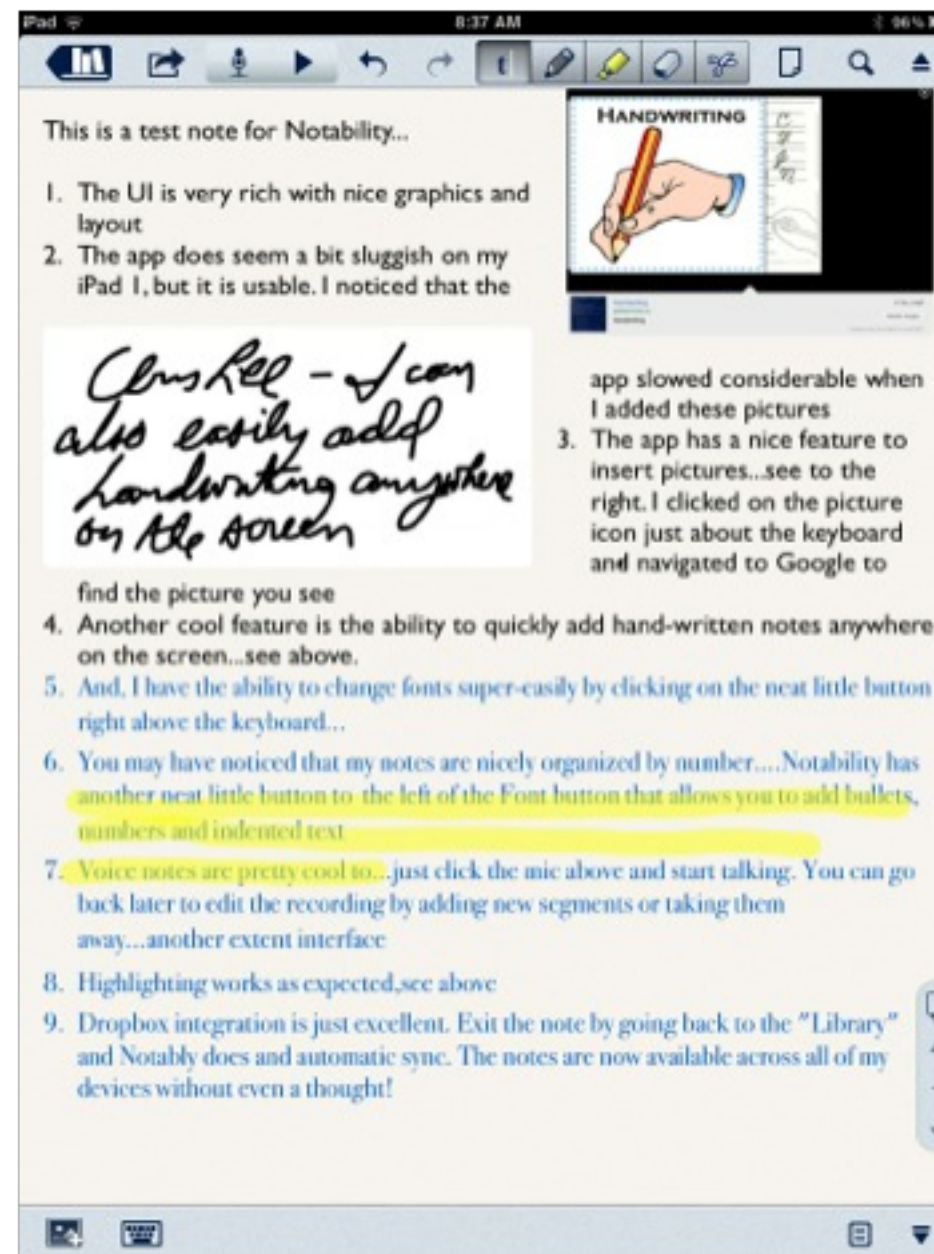 iPad 8:37 AM 96%
This is a test note for Notability...
HANDWRITING
1. The UI is very rich with nice graphics and
layout
2. The app does seem a bit sluggish on my
iPad 1, but it is usable. I noticed that the
- I can
also easily add
handwriting anywhere
on the screen
app slowed considerable when
I added these pictures
3. The app has a nice feature to
insert pictures...see to the
right. I clicked on the picture
icon just about the keyboard
and navigated to Google to
find the picture you see
4. Another cool feature is the ability to quickly add hand-written notes anywhere
on the screen...see above.
5. And, I have the ability to change fonts super-easily by clicking on the neat little button
right above the keyboard...
6. You may have noticed that my notes are nicely organized by number....Notability has
another neat little button to the left of the Font button that allows you to add bullets,
numbers and indented text
7. Voice notes are pretty cool to...just click the mic above and start talking. You can go
back later to edit the recording by adding new segments or taking them
away...another extent interface
8. Highlighting works as expected,see above
9. Dropbox integration is just excellent. Exit the note by going back to the "Library"
and Notably does and automatic sync. The notes are now available across all of my
devices without even a thought!